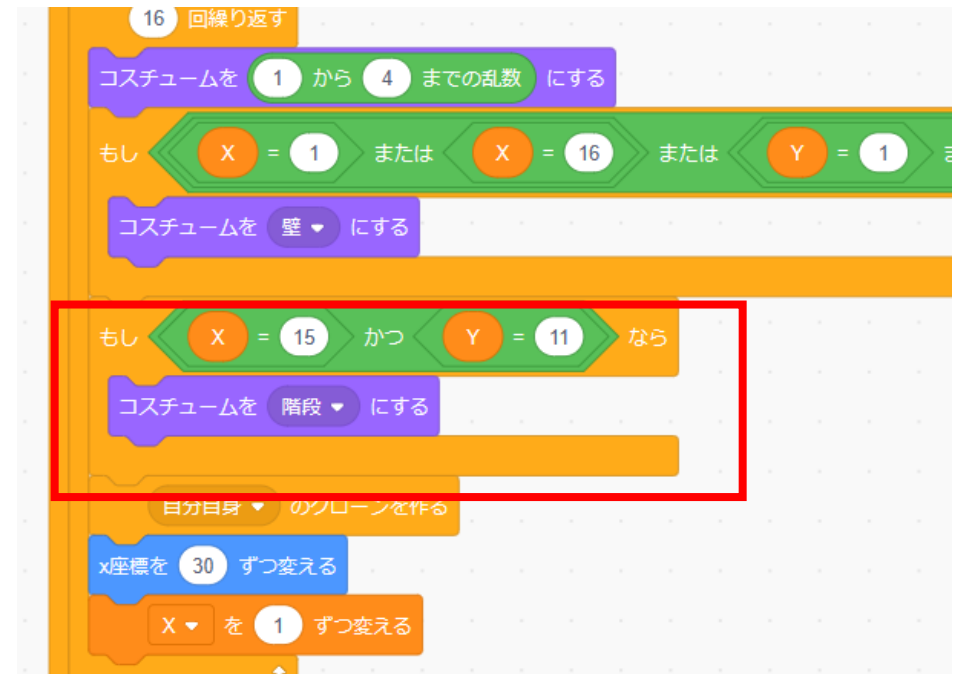 16 回繰り返す
コスチュームを 1 から 4 までの乱数 にする
もし X = 1 または X = 16 または Y = 1
コスチュームを 壁 にする
もし X = 15 かつ Y = 11 なら
コスチュームを 階段 にする
自分自身 のクローンを作る
x座標を 30 ずつ変える
X を 1 ずつ変える